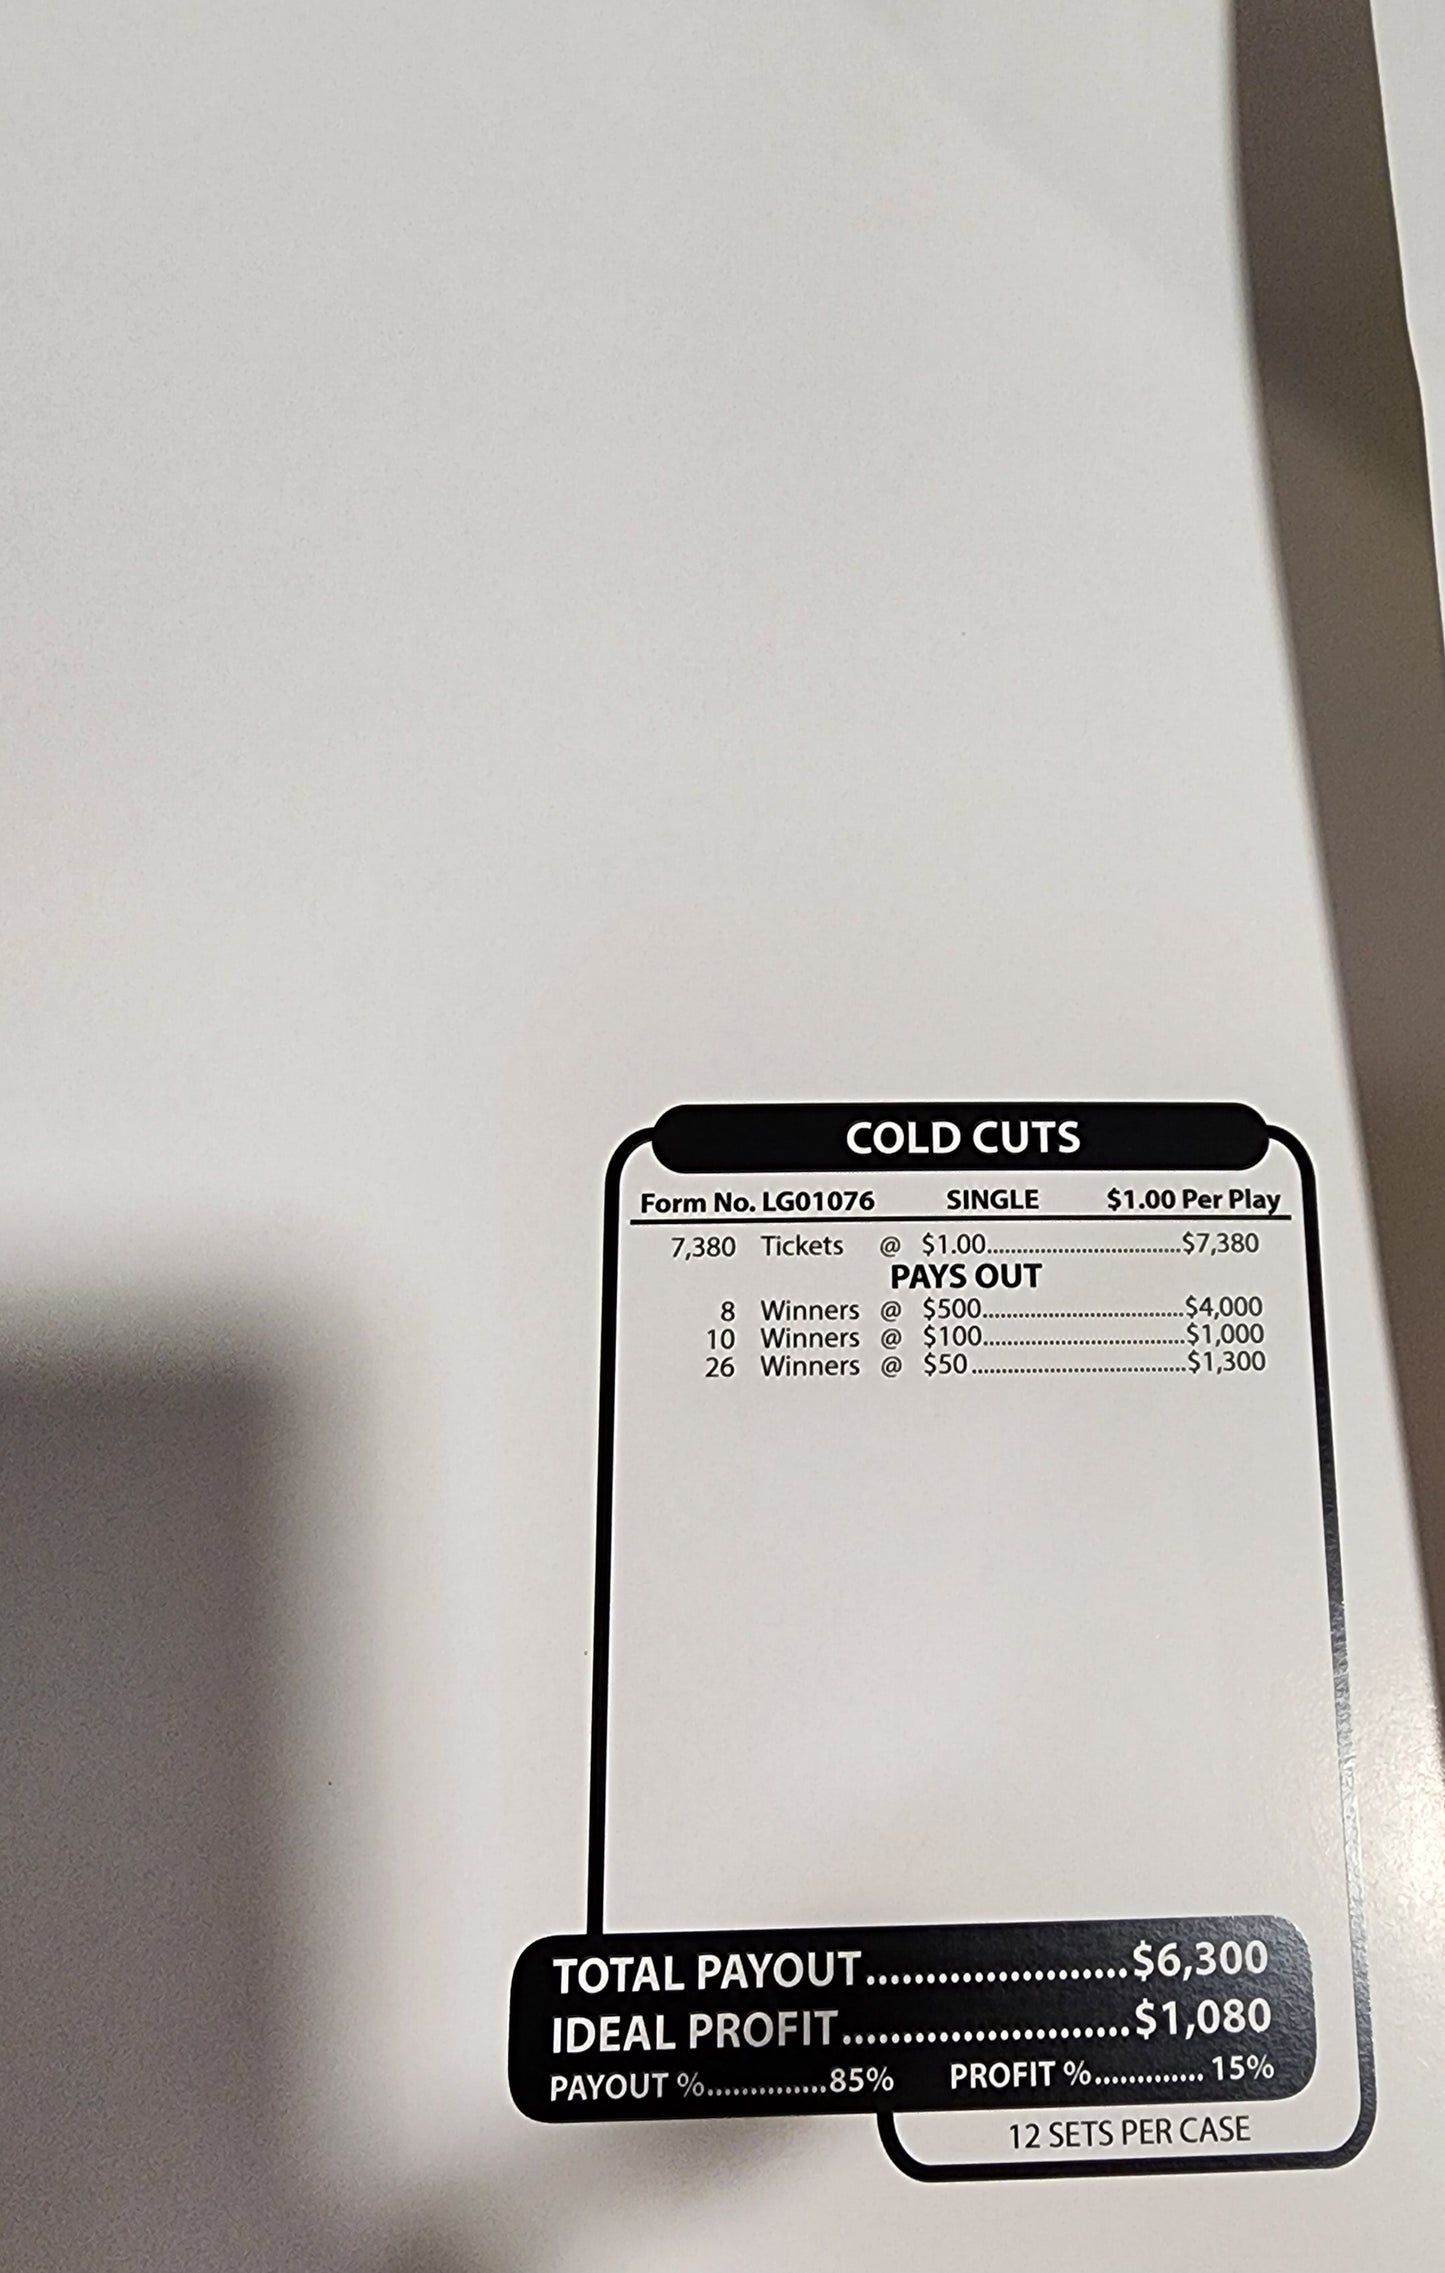 COLD CUTS
Form No. LG01076 SINGLE $1.00 Per Play
7,380 Tickets @ $1.00................................$7,380
PAYS OUT
8 Winners @ $500.................................$4,000
10 Winners @ $100.................................$1,000
26 Winners @ $50...................................$1,300
TOTAL PAYOUT......................$6,300
IDEAL PROFIT........................$1,080
PAYOUT %..............85% PROFIT %............. 15%
12 SETS PER CASE